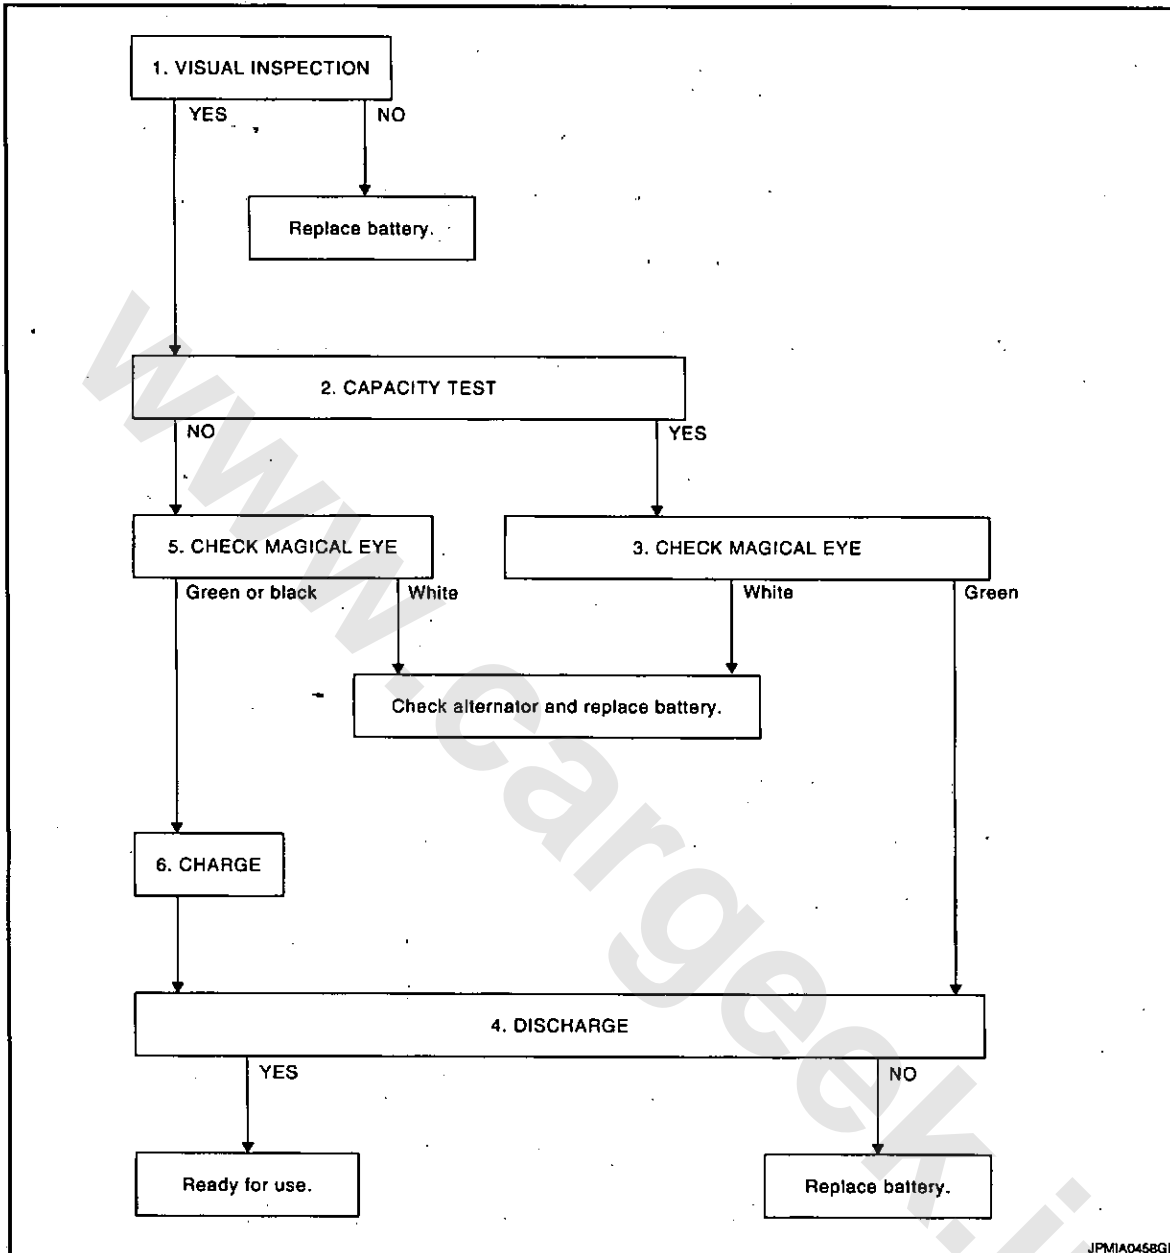 1. VISUAL INSPECTION
YES
NO
Replace battery.
2. CAPACITY TEST
NO
YES
5. CHECK MAGICAL EYE
3. CHECK MAGICAL EYE
Green or black
White
White
Green
Check alternator and replace battery.
6. CHARGE
4. DISCHARGE
YES
NO
Ready for use.
Replace battery.
www.cargeek.i